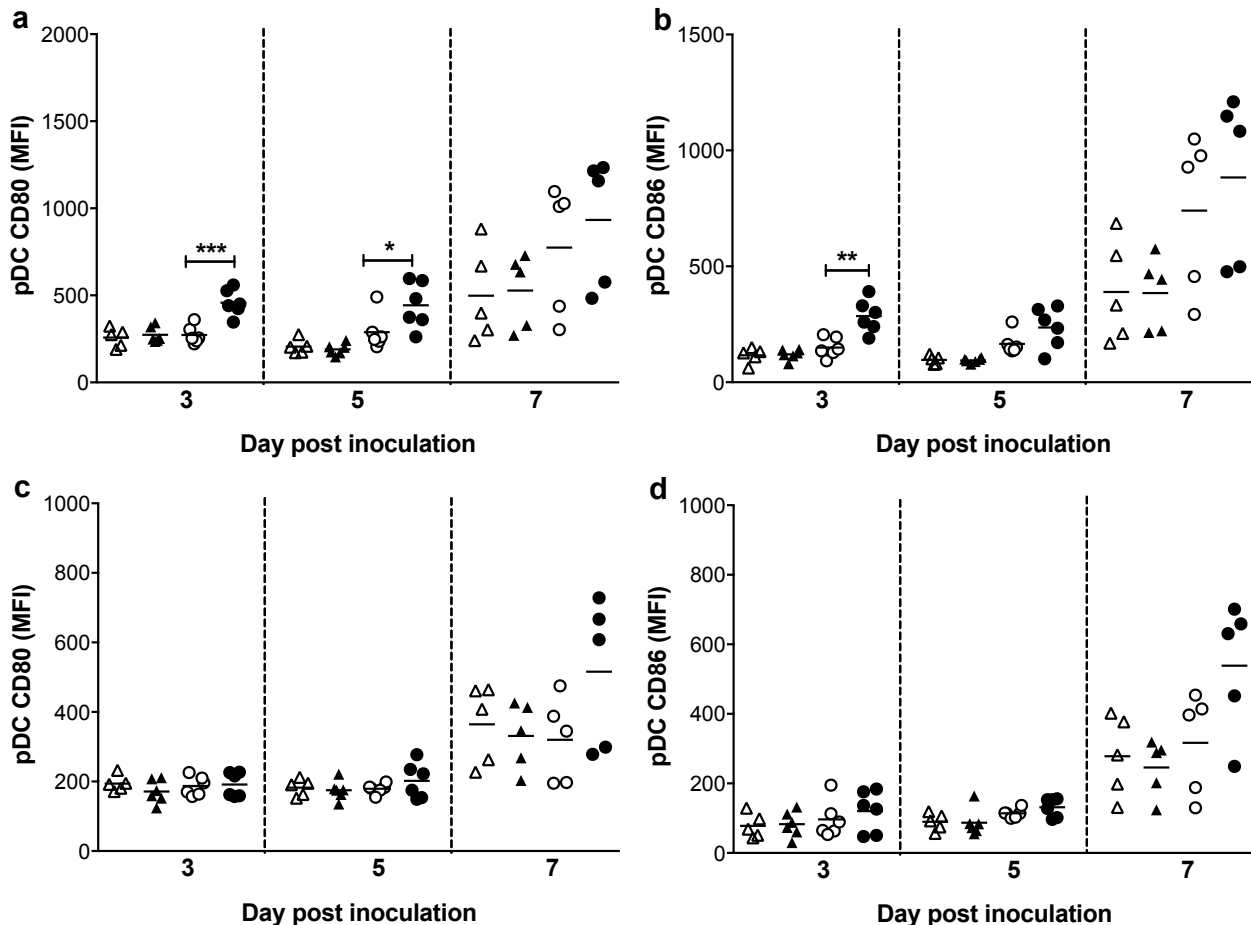 a
2000
1500
1000
500
0
pDC CD80 (MFI)
***
*
3 5 7
Day post inoculation
b
1500
1000
500
0
pDC CD86 (MFI)
**
3 5 7
Day post inoculation
c
1000
800
600
400
200
0
pDC CD80 (MFI)
3 5 7
Day post inoculation
d
1000
800
600
400
200
0
pDC CD86 (MFI)
3 5 7
Day post inoculation